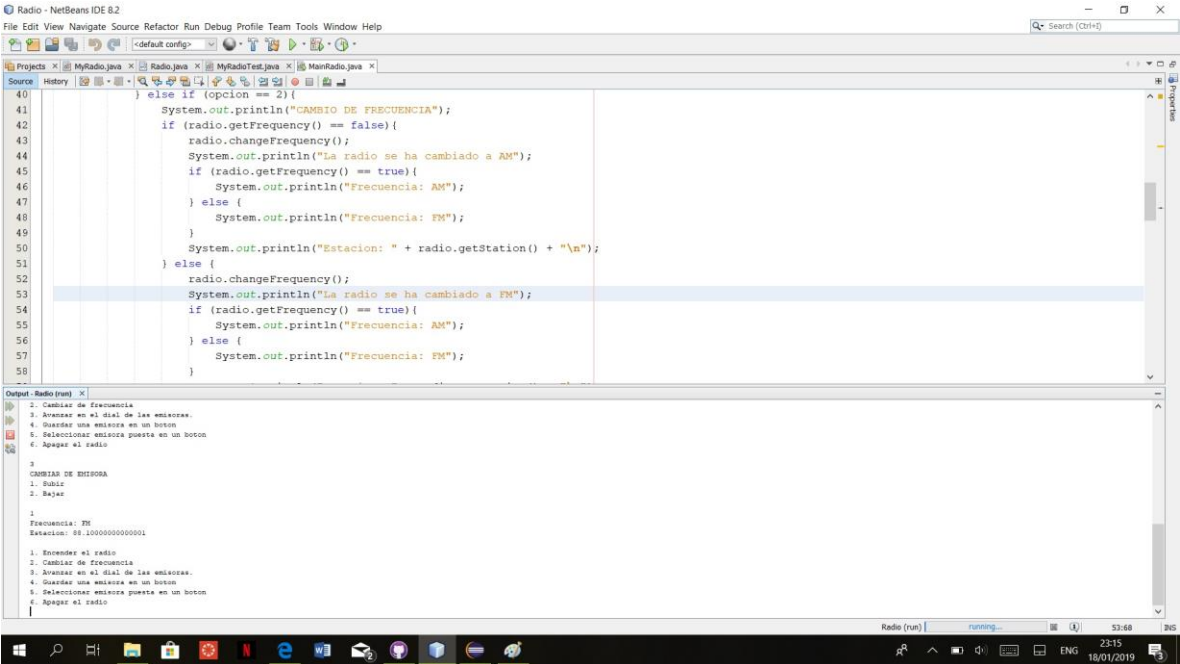 Radio - NetBeans IDE 8.2
File Edit View Navigate Source Refactor Run Debug Profile Team Tools Window Help
Search (Ctrl+I)
<default config>
Projects MyRadio.java Radio.java MyRadioTest.java MainRadio.java
Source History
Properties
40 } else if (opcion == 2){
41 System.out.println("CAMBIO DE FRECUENCIA");
42 if (radio.getFrequency() == false){
43 radio.changeFrequency();
44 System.out.println("La radio se ha cambiado a AM");
45 if (radio.getFrequency() == true){
46 System.out.println("Frecuencia: AM");
47 } else {
48 System.out.println("Frecuencia: FM");
49 }
50 System.out.println("Estacion: " + radio.getStation() + "\n");
51 } else {
52 radio.changeFrequency();
53 System.out.println("La radio se ha cambiado a FM");
54 if (radio.getFrequency() == true){
55 System.out.println("Frecuencia: AM");
56 } else {
57 System.out.println("Frecuencia: FM");
58 }
Output - Radio (run)
2. Cambiar de frecuencia
3. Avanzar en el dial de las emisoras.
4. Guardar una emisora en un boton
5. Seleccionar emisora puesta en un boton
6. Apagar el radio
3
CAMBIAR DE EMISORA
1. Subir
2. Bajar
1
Frecuencia: FM
Estacion: 88.10000000000001
1. Encender el radio
2. Cambiar de frecuencia
3. Avanzar en el dial de las emisoras.
4. Guardar una emisora en un boton
5. Seleccionar emisora puesta en un boton
6. Apagar el radio
Radio (run) running... 53:68 INS
ENG 23:15
18/01/2019